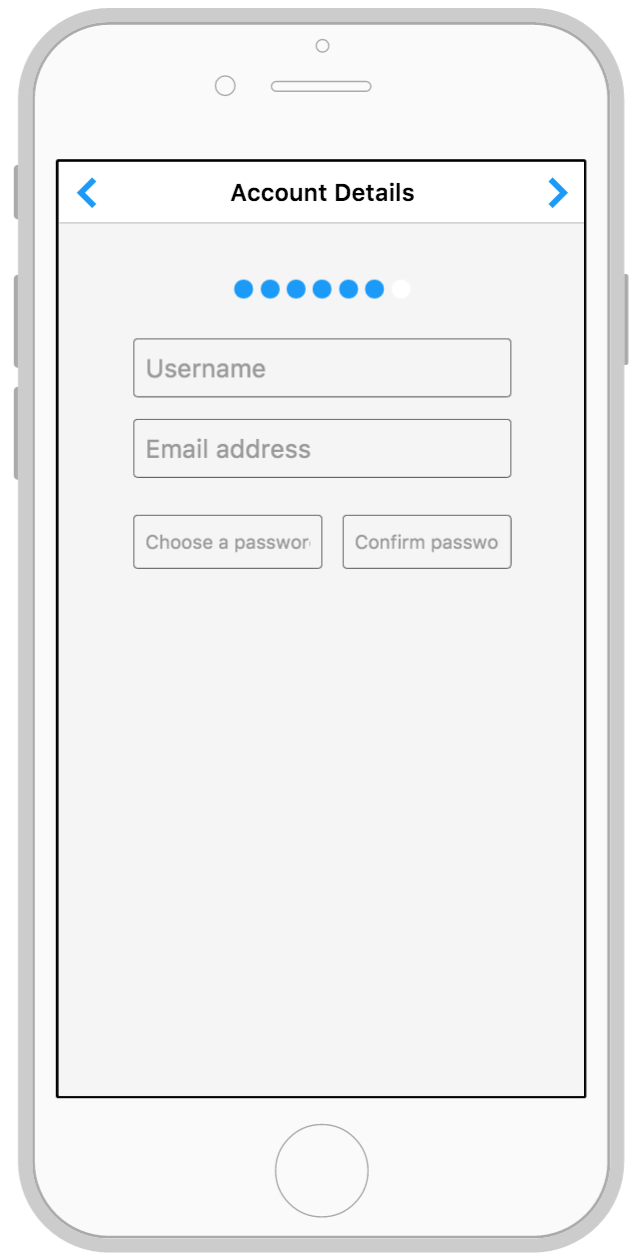 Account Details
Username
Email address
Choose a passwor
Confirm passwo